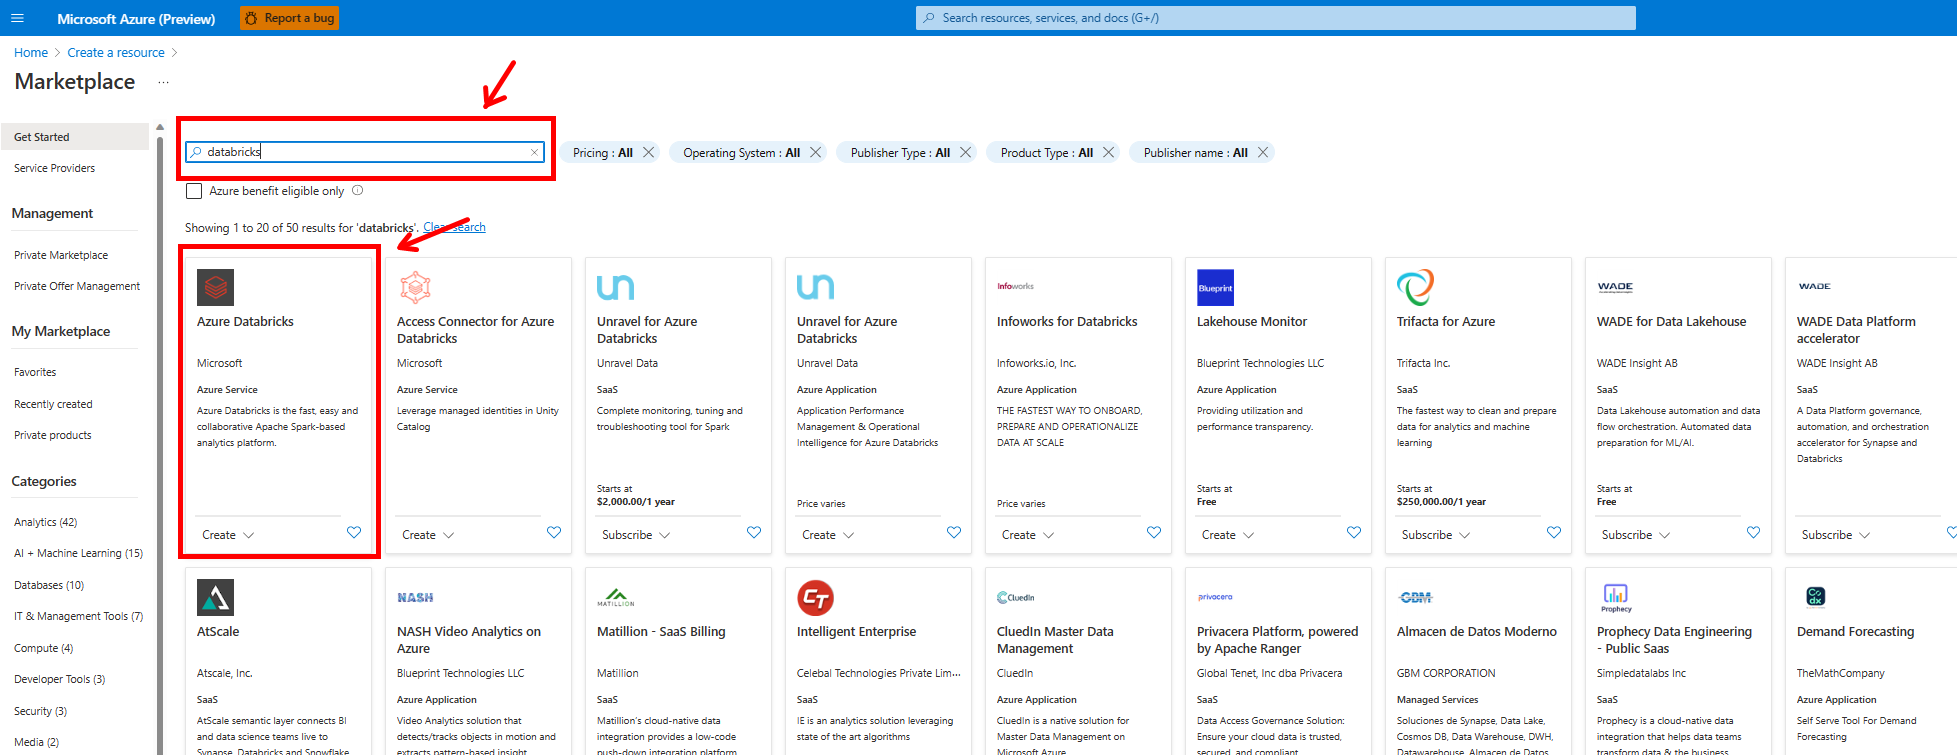 Microsoft Azure (Preview)
Report a bug
Search resources, services, and docs (G+/)
Home > Create a resource >
Marketplace ...
Get Started
Service Providers
Management
Private Marketplace
Private Offer Management
My Marketplace
Favorites
Recently created
Private products
Categories
Analytics (42)
AI + Machine Learning (15)
Databases (10)
IT & Management Tools (7)
Compute (4)
Developer Tools (3)
Security (3)
Media (2)
databricks
Pricing : All
Operating System : All
Publisher Type : All
Product Type : All
Publisher name : All
Azure benefit eligible only
Showing 1 to 20 of 50 results for 'databricks'. Clear search
Azure Databricks
Microsoft
Azure Service
Azure Databricks is the fast, easy and
collaborative Apache Spark-based
analytics platform.
Create
Access Connector for Azure
Databricks
Microsoft
Azure Service
Leverage managed identities in Unity
Catalog
Create
un
Unravel for Azure
Databricks
Unravel Data
SaaS
Complete monitoring, tuning and
troubleshooting tool for Spark
Starts at
$2,000.00/1 year
Subscribe
un
Unravel for Azure
Databricks
Unravel Data
Azure Application
Application Performance
Management & Operational
Intelligence for Azure Databricks
Price varies
Create
Infoworks
Infoworks for Databricks
Infoworks.io, Inc.
Azure Application
THE FASTEST WAY TO ONBOARD,
PREPARE AND OPERATIONALIZE
DATA AT SCALE
Price varies
Create
Blueprint
Lakehouse Monitor
Blueprint Technologies LLC
Azure Application
Providing utilization and
performance transparency.
Starts at
Free
Create
Trifacta for Azure
Trifacta Inc.
SaaS
The fastest way to clean and prepare
data for analytics and machine
learning
Starts at
$250,000.00/1 year
Subscribe
WADE
WADE for Data Lakehouse
WADE Insight AB
SaaS
Data Lakehouse automation and data
flow orchestration. Automated data
preparation for ML/AI.
Starts at
Free
Subscribe
WADE
WADE Data Platform
accelerator
WADE Insight AB
SaaS
A Data Platform governance,
automation, and orchestration
accelerator for Synapse and
Databricks
Subscribe
AtScale
Atscale, Inc.
SaaS
AtScale semantic layer connects BI
and data science teams live to
Synapse, Databricks and Snowflake
NASH
NASH Video Analytics on
Azure
Blueprint Technologies LLC
Azure Application
Video Analytics solution that
detects/tracks objects in motion and
extracts pattern-based insight
MATILLION
Matillion - SaaS Billing
Matillion
SaaS
Matillion's cloud-native data
integration provides a low-code
push-down integration platform
CT
Intelligent Enterprise
Celebal Technologies Private Lim...
SaaS
IE is an analytics solution leveraging
state of the art algorithms
CluedIn
CluedIn Master Data
Management
CluedIn
Azure Application
CluedIn is a native solution for
Master Data Management on
Microsoft Azure
privacera
Privacera Platform, powered
by Apache Ranger
Global Tenet, Inc dba Privacera
SaaS
Data Access Governance Solution:
Ensure your cloud data is trusted,
secured, and compliant
GBM
Almacen de Datos Moderno
GBM CORPORATION
Managed Services
Soluciones de Synapse, Data Lake,
Cosmos DB, Data Warehouse, DWH,
Datawarehouse, Almacen de Datos,
Prophecy
Prophecy Data Engineering
- Public Saas
Simpledatalabs Inc
SaaS
Prophecy is a cloud-native data
integration that helps data teams
transform data & the business
Codx
Demand Forecasting
TheMathCompany
Azure Application
Self Serve Tool For Demand
Forecasting